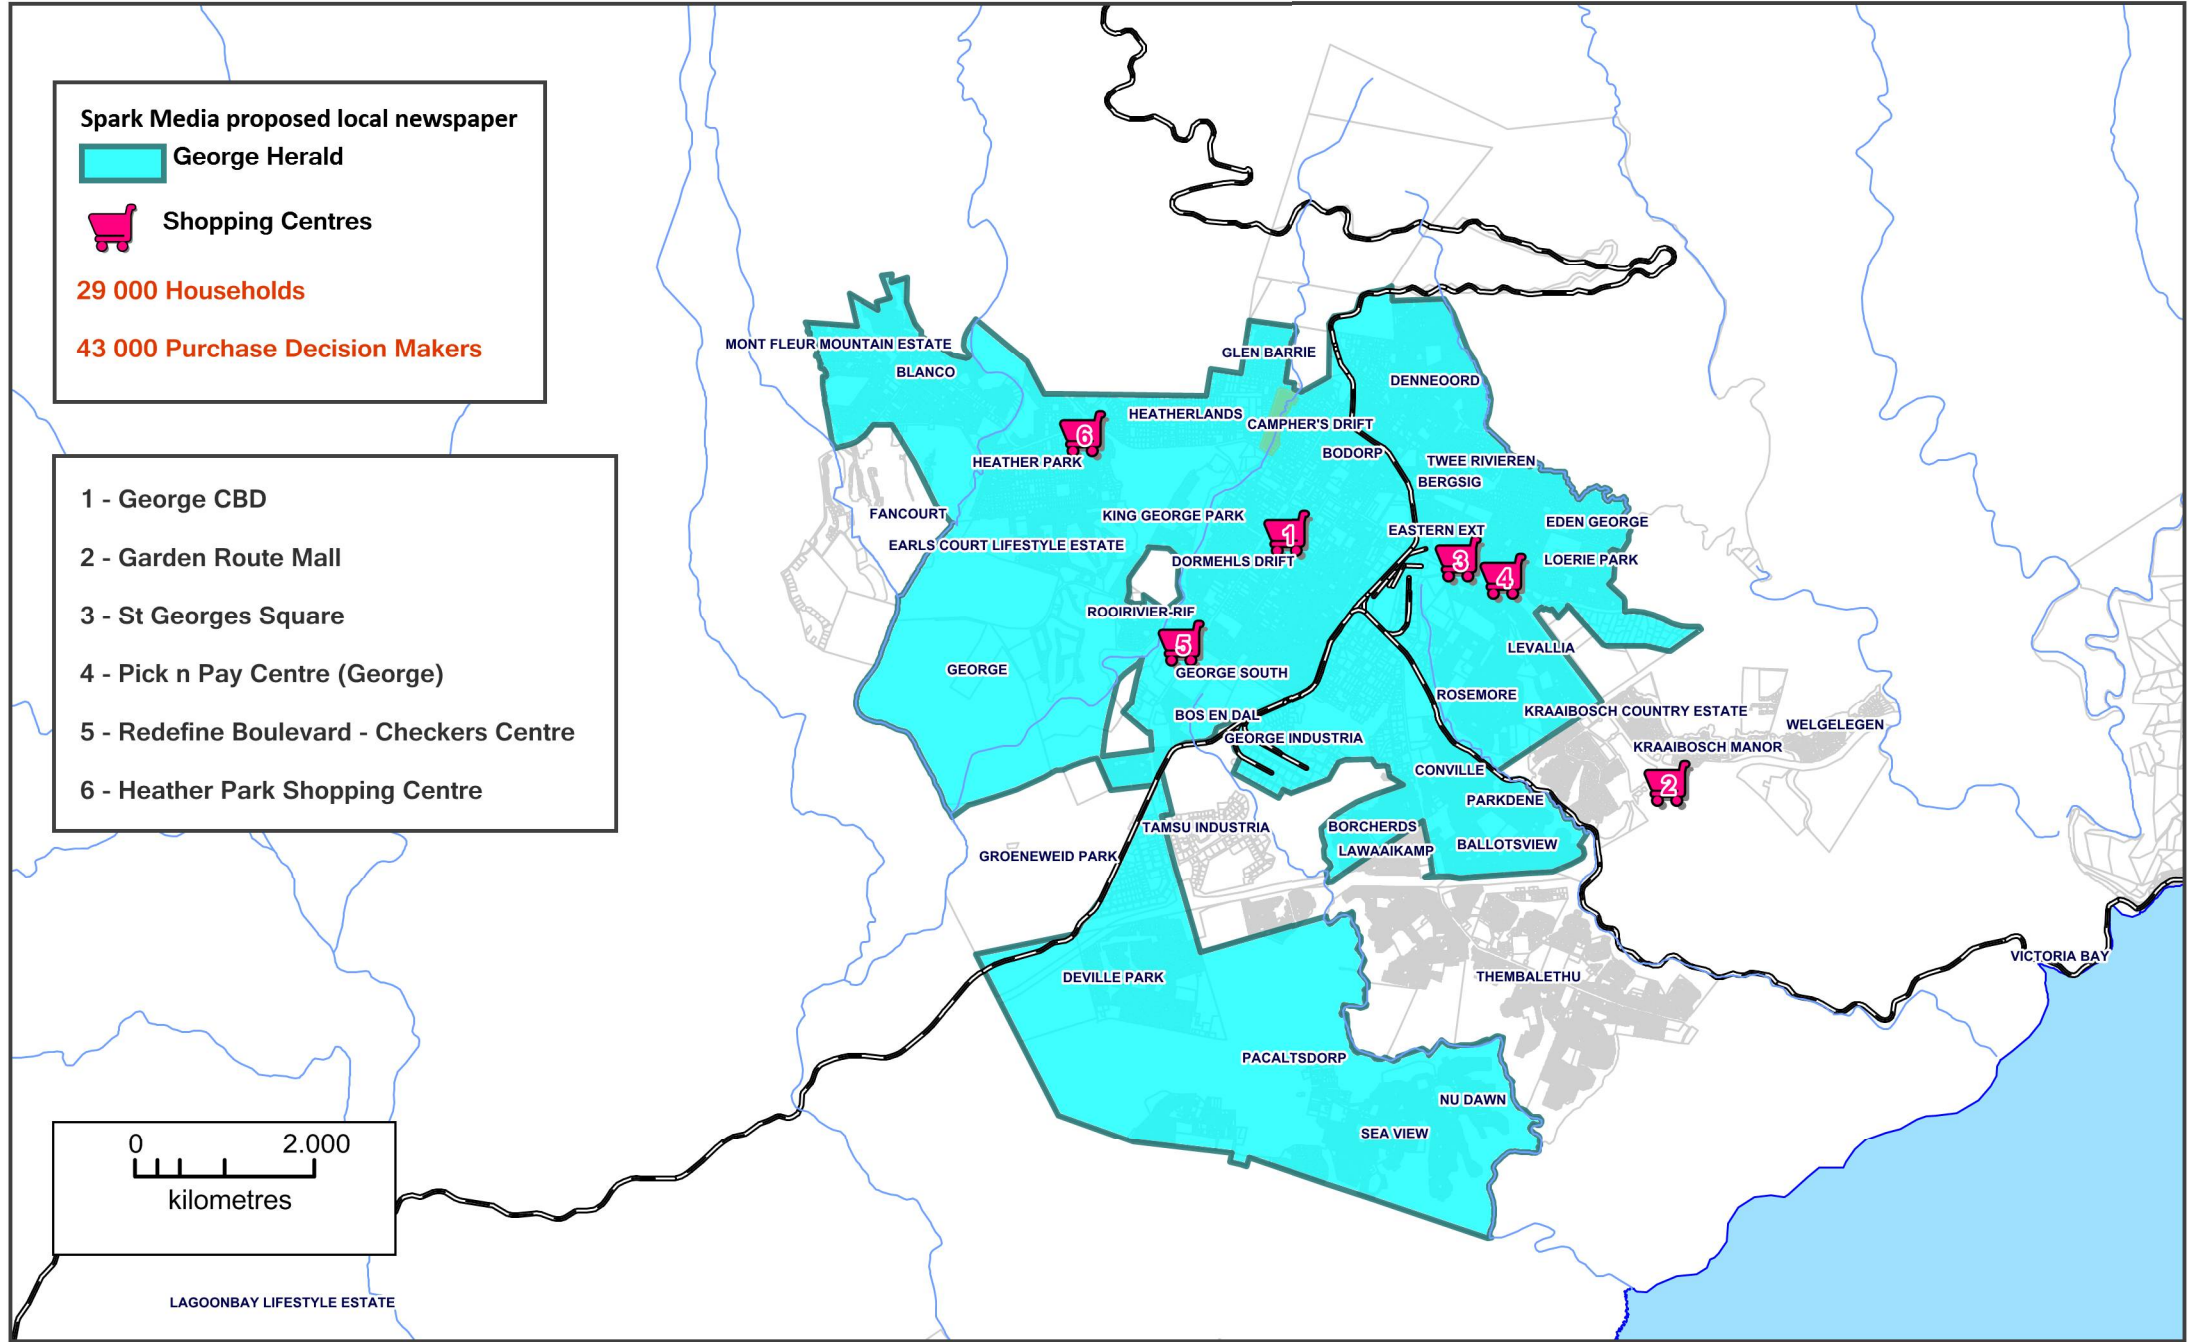 Spark Media proposed local newspaper
George Herald
Shopping Centres
29 000 Households
43 000 Purchase Decision Makers
1 - George CBD
2 - Garden Route Mall
3 - St Georges Square
4 - Pick n Pay Centre (George)
5 - Redefine Boulevard - Checkers Centre
6 - Heather Park Shopping Centre
MONT FLEUR MOUNTAIN ESTATE
GLEN BARRIE
BLANCO
DENNEOORD
HEATHERLANDS
CAMPHER'S DRIFT
6
BODORP
HEATHER PARK
TWEE RIVIEREN
BERGSIG
FANCOURT
KING GEORGE PARK
EDEN GEORGE
1
EASTERN EXT
EARLS COURT LIFESTYLE ESTATE
DORMEHLS DRIFT
3
LOERIE PARK
4
ROOIRIVIER-RIF
5
LEVALLIA
GEORGE
GEORGE SOUTH
ROSEMORE
BOS EN DAL
KRAAIBOSCH COUNTRY ESTATE
WELGELEGEN
GEORGE INDUSTRIA
KRAAIBOSCH MANOR
CONVILLE
2
PARKDENE
TAMSU INDUSTRIA
BORCHERDS
BALLOTSVIEW
LAWAAIKAMP
GROENEWEID PARK
VICTORIA BAY
DEVILLE PARK
THEMBALETHU
PACALTSDORP
NU DAWN
SEA VIEW
0 2.000
kilometres
LAGOONBAY LIFESTYLE ESTATE